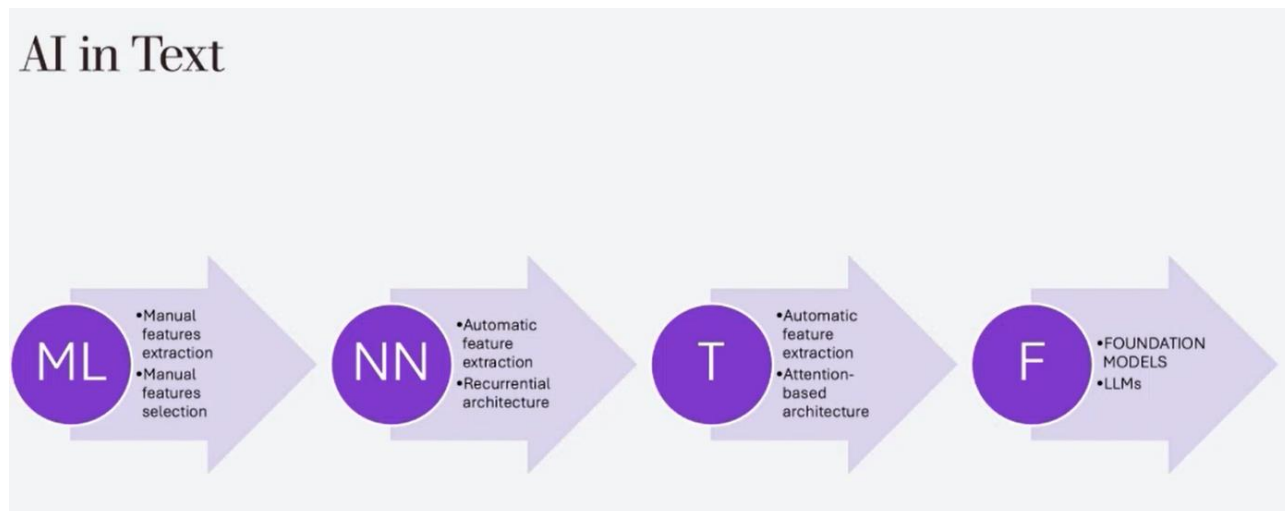 AI in Text
ML
•Manual
features
extraction
•Manual
features
selection
NN
•Automatic
feature
extraction
•Recurrential
architecture
T
•Automatic
feature
extraction
•Attention-
based
architecture
F
•FOUNDATION
MODELS
•LLMs